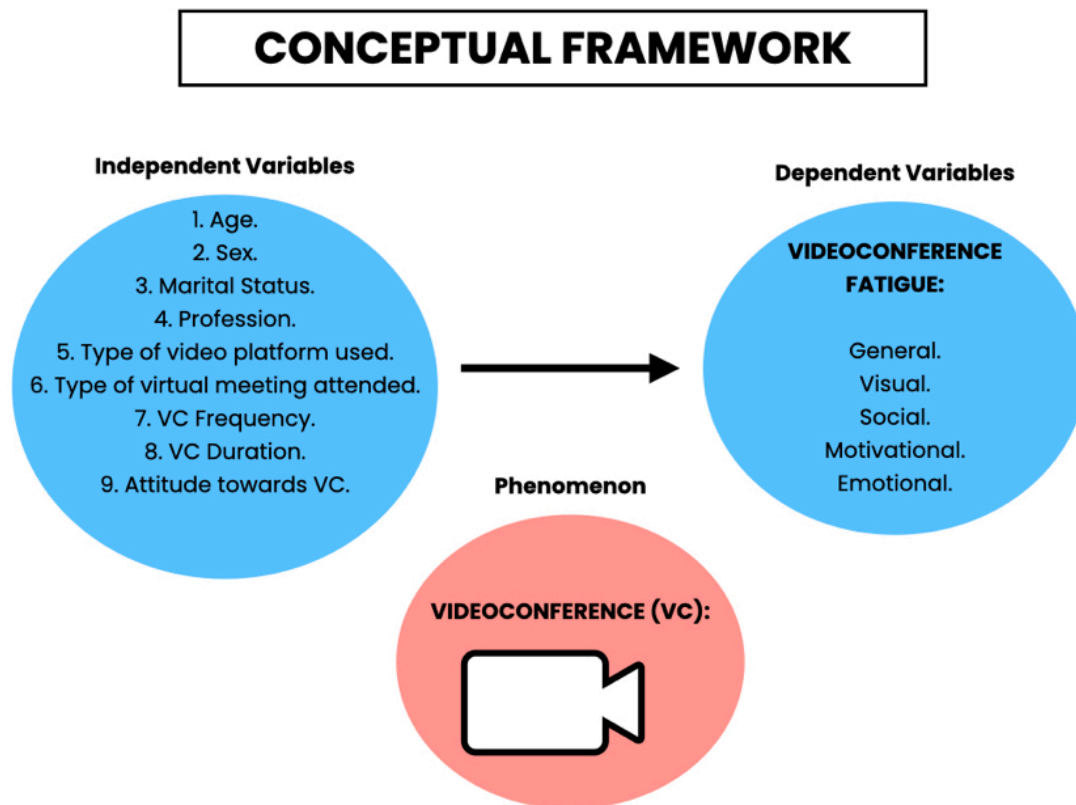 CONCEPTUAL FRAMEWORK
Independent Variables
1. Age.
2. Sex.
3. Marital Status.
4. Profession.
5. Type of video platform used.
6. Type of virtual meeting attended.
7. VC Frequency.
8. VC Duration.
9. Attitude towards VC.
Dependent Variables
VIDEOCONFERENCE
FATIGUE:
General.
Visual.
Social.
Motivational.
Emotional.
Phenomenon
VIDEOCONFERENCE (VC):